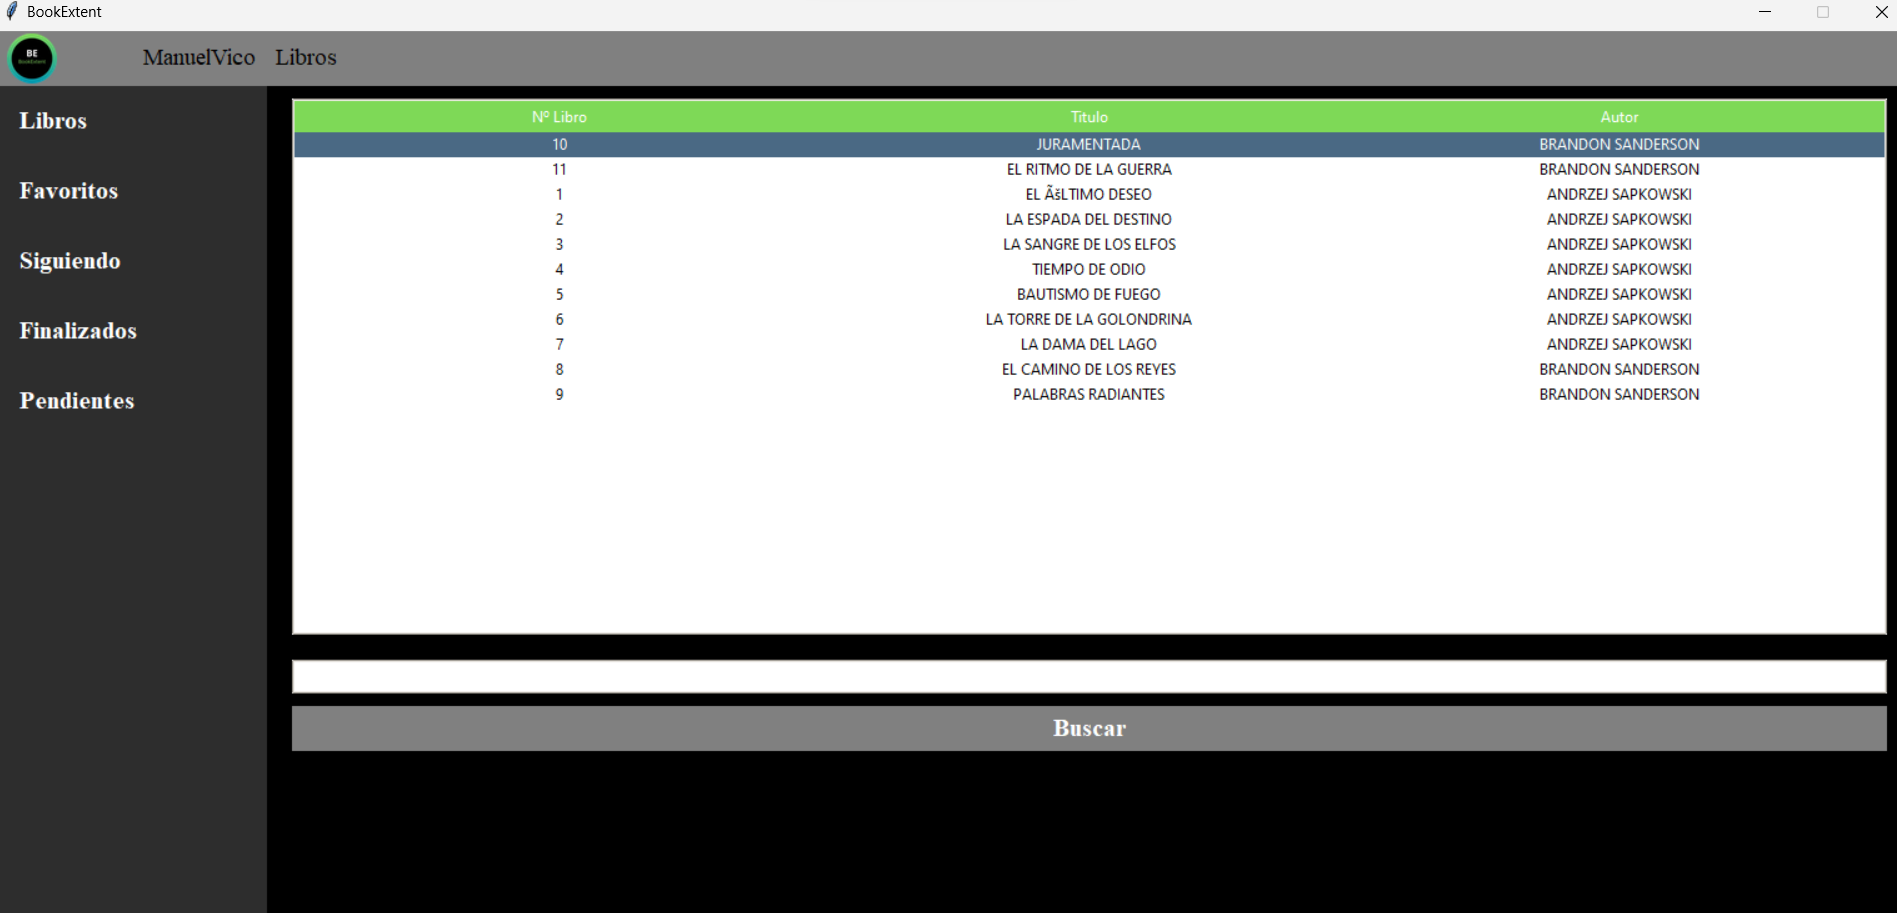 BookExtent
BE
BookExtent
ManuelVico Libros
Libros
Favoritos
Siguiendo
Finalizados
Pendientes
Nº Libro Titulo Autor
10 JURAMENTADA BRANDON SANDERSON
11 EL RITMO DE LA GUERRA BRANDON SANDERSON
1 EL ÃšLTIMO DESEO ANDRZEJ SAPKOWSKI
2 LA ESPADA DEL DESTINO ANDRZEJ SAPKOWSKI
3 LA SANGRE DE LOS ELFOS ANDRZEJ SAPKOWSKI
4 TIEMPO DE ODIO ANDRZEJ SAPKOWSKI
5 BAUTISMO DE FUEGO ANDRZEJ SAPKOWSKI
6 LA TORRE DE LA GOLONDRINA ANDRZEJ SAPKOWSKI
7 LA DAMA DEL LAGO ANDRZEJ SAPKOWSKI
8 EL CAMINO DE LOS REYES BRANDON SANDERSON
9 PALABRAS RADIANTES BRANDON SANDERSON
Buscar